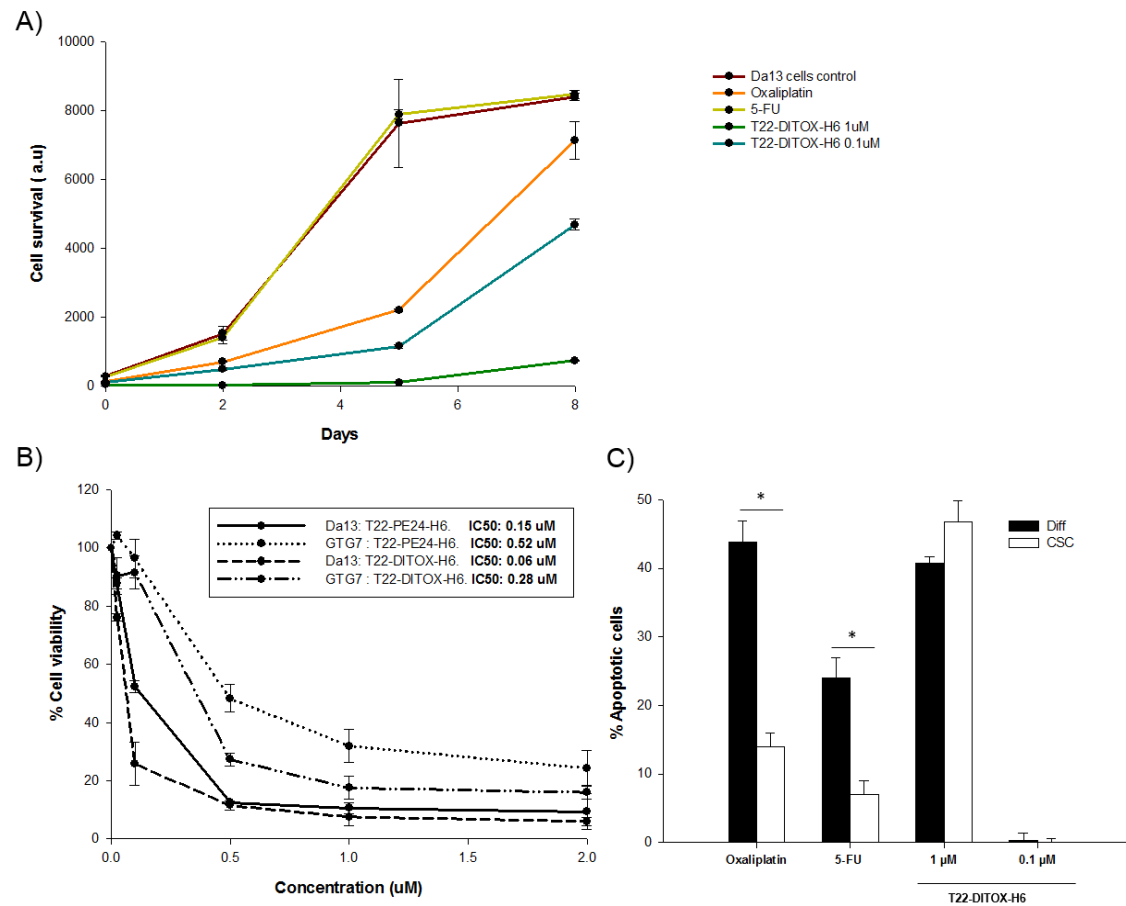 A)
10000
8000
6000
4000
2000
0
Cell survival ( a.u)
0 2 4 6 8
Days
Da13 cells control
Oxaliplatin
5-FU
T22-DITOX-H6 1uM
T22-DITOX-H6 0.1uM
B)
120
100
80
60
40
20
0
% Cell viability
Da13: T22-PE24-H6. IC50: 0.15 uM
GTG7 : T22-PE24-H6. IC50: 0.52 uM
Da13: T22-DITOX-H6. IC50: 0.06 uM
GTG7 : T22-DITOX-H6. IC50: 0.28 uM
0.0 0.5 1.0 1.5 2.0
Concentration (uM)
C)
50
40
30
20
10
0
% Apoptotic cells
*
*
Diff
CSC
Oxaliplatin 5-FU 1 µM 0.1 µM
T22-DITOX-H6